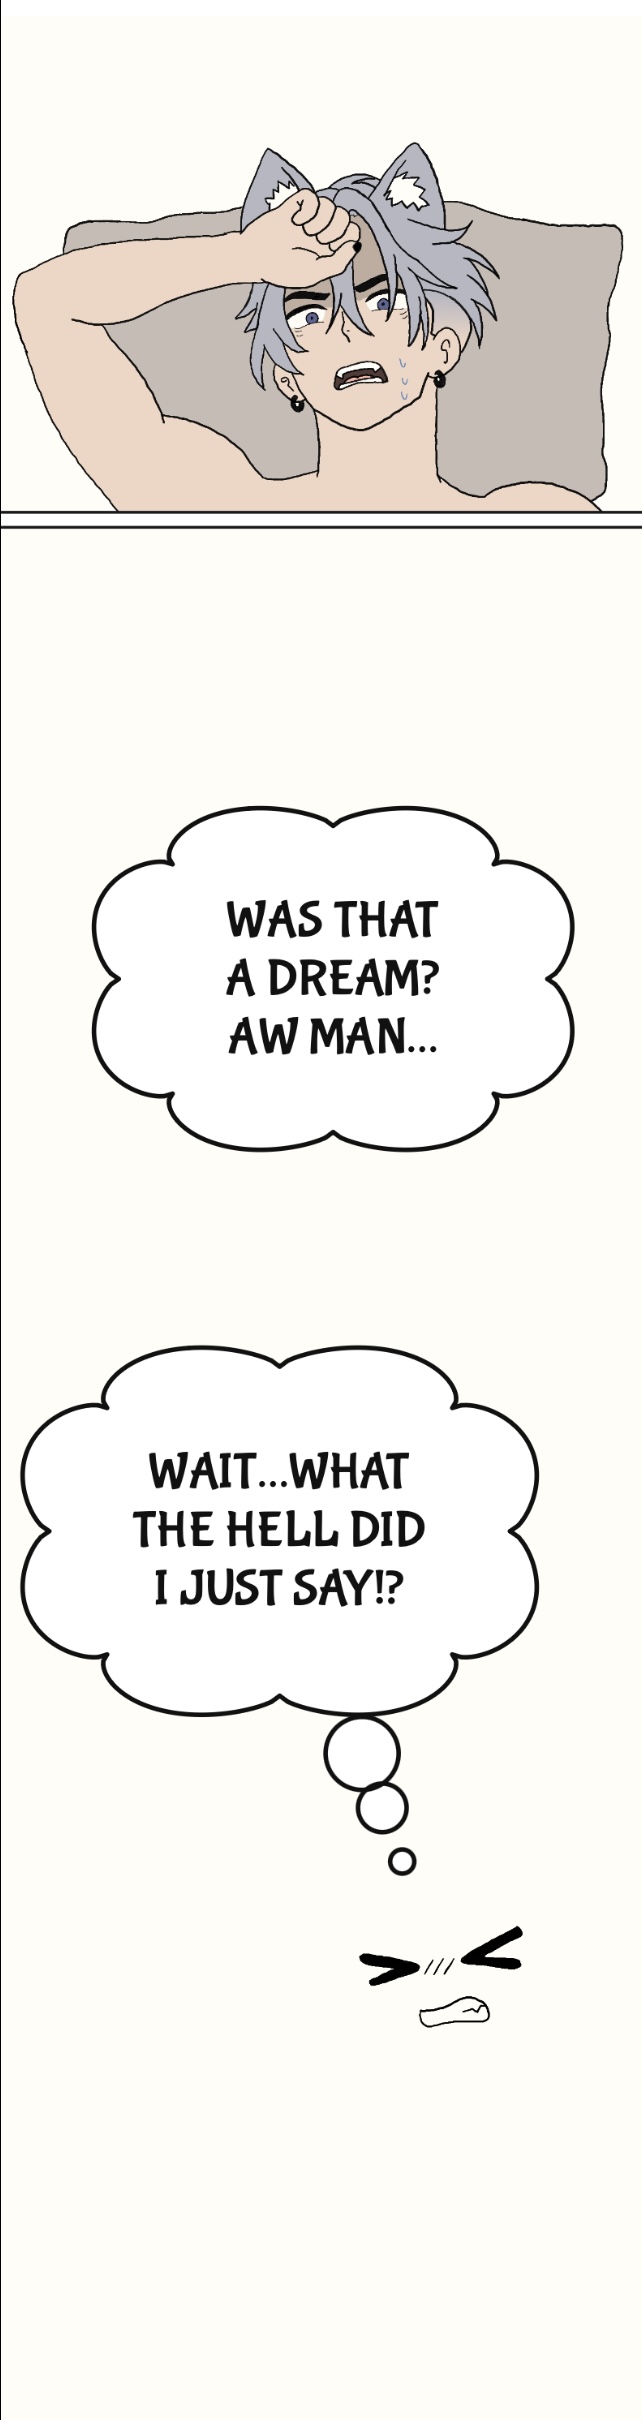 WAS THAT
A DREAM?
AW MAN...
WAIT...WHAT
THE HELL DID
I JUST SAY!?